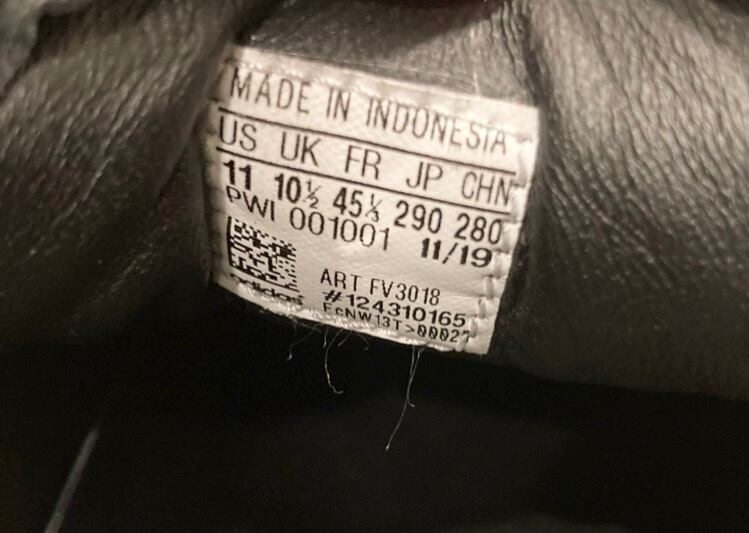 MADE IN INDONESIA
US UK FR JP CHN
11 10½ 45⅓ 290 280
PWI 001001 11/19
ART FV3018
adidas #124310165